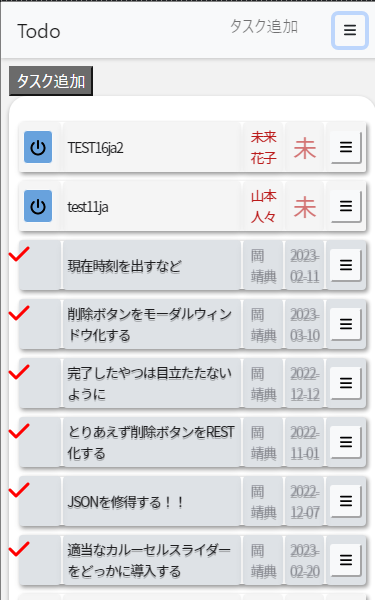 Todo
タスク追加
タスク追加
TEST16ja2
未来
花子
未
test11ja
山本
人々
未
現在時刻を出すなど
岡
靖典
2023-
02-11
削除ボタンをモーダルウィン
ドウ化する
岡
靖典
2023-
03-10
完了したやつは目立たたない
ように
岡
靖典
2022-
12-12
とりあえず削除ボタンをREST
化する
岡
靖典
2022-
11-01
JSONを修得する！！
岡
靖典
2022-
12-07
適当なカルーセルスライダー
をどっかに導入する
岡
靖典
2023-
02-20